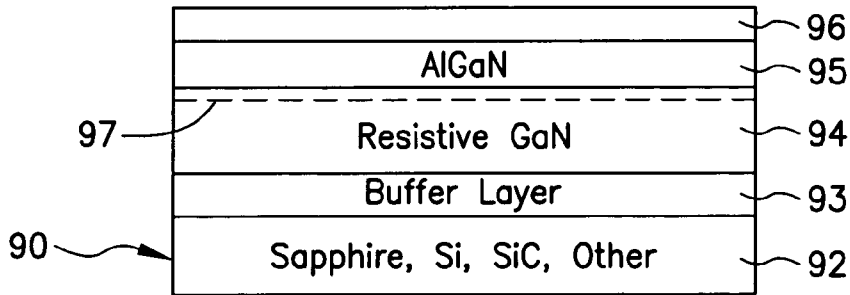 96
AlGaN
95
97
Resistive GaN
94
Buffer Layer
93
90
Sapphire, Si, SiC, Other
92